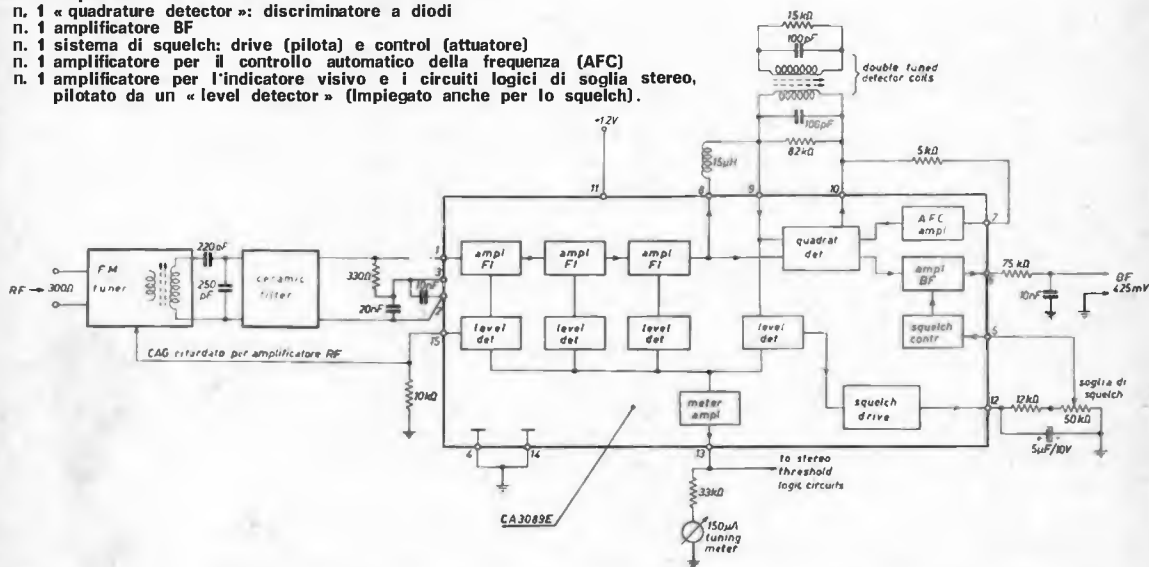 n. 1 « quadrature detector »: discriminatore a diodi
n. 1 amplificatore BF
n. 1 sistema di squelch: drive (pilota) e control (attuatore)
n. 1 amplificatore per il controllo automatico della frequenza (AFC)
n. 1 amplificatore per l'indicatore visivo e i circuiti logici di soglia stereo,
pilotato da un « level detector » (Impiegato anche per lo squelch).
15kΩ
100pF
double tuned
detector coils
100pF
82kΩ
5kΩ
+12V
15µH
11
8
9
10
7
RF
300Ω
FM
tuner
220pF
250
pF
ceramic
filter
330Ω
20nF
10nF
1
3
2
15
ampl
FI
ampl
FI
ampl
FI
quadrat
det
AFC
ampl
ampl
BF
6
75kΩ
10nF
BF
425mV
level
det
level
det
level
det
level
det
squelch
contr
5
CAG ritardato per amplificatore RF
10kΩ
meter
ampl
squelch
drive
12
12kΩ
soglia di
squelch
50kΩ
5µF/10V
4
14
13
to stereo
threshold
logic circuits
33kΩ
CA3089E
150µA
tuning
meter